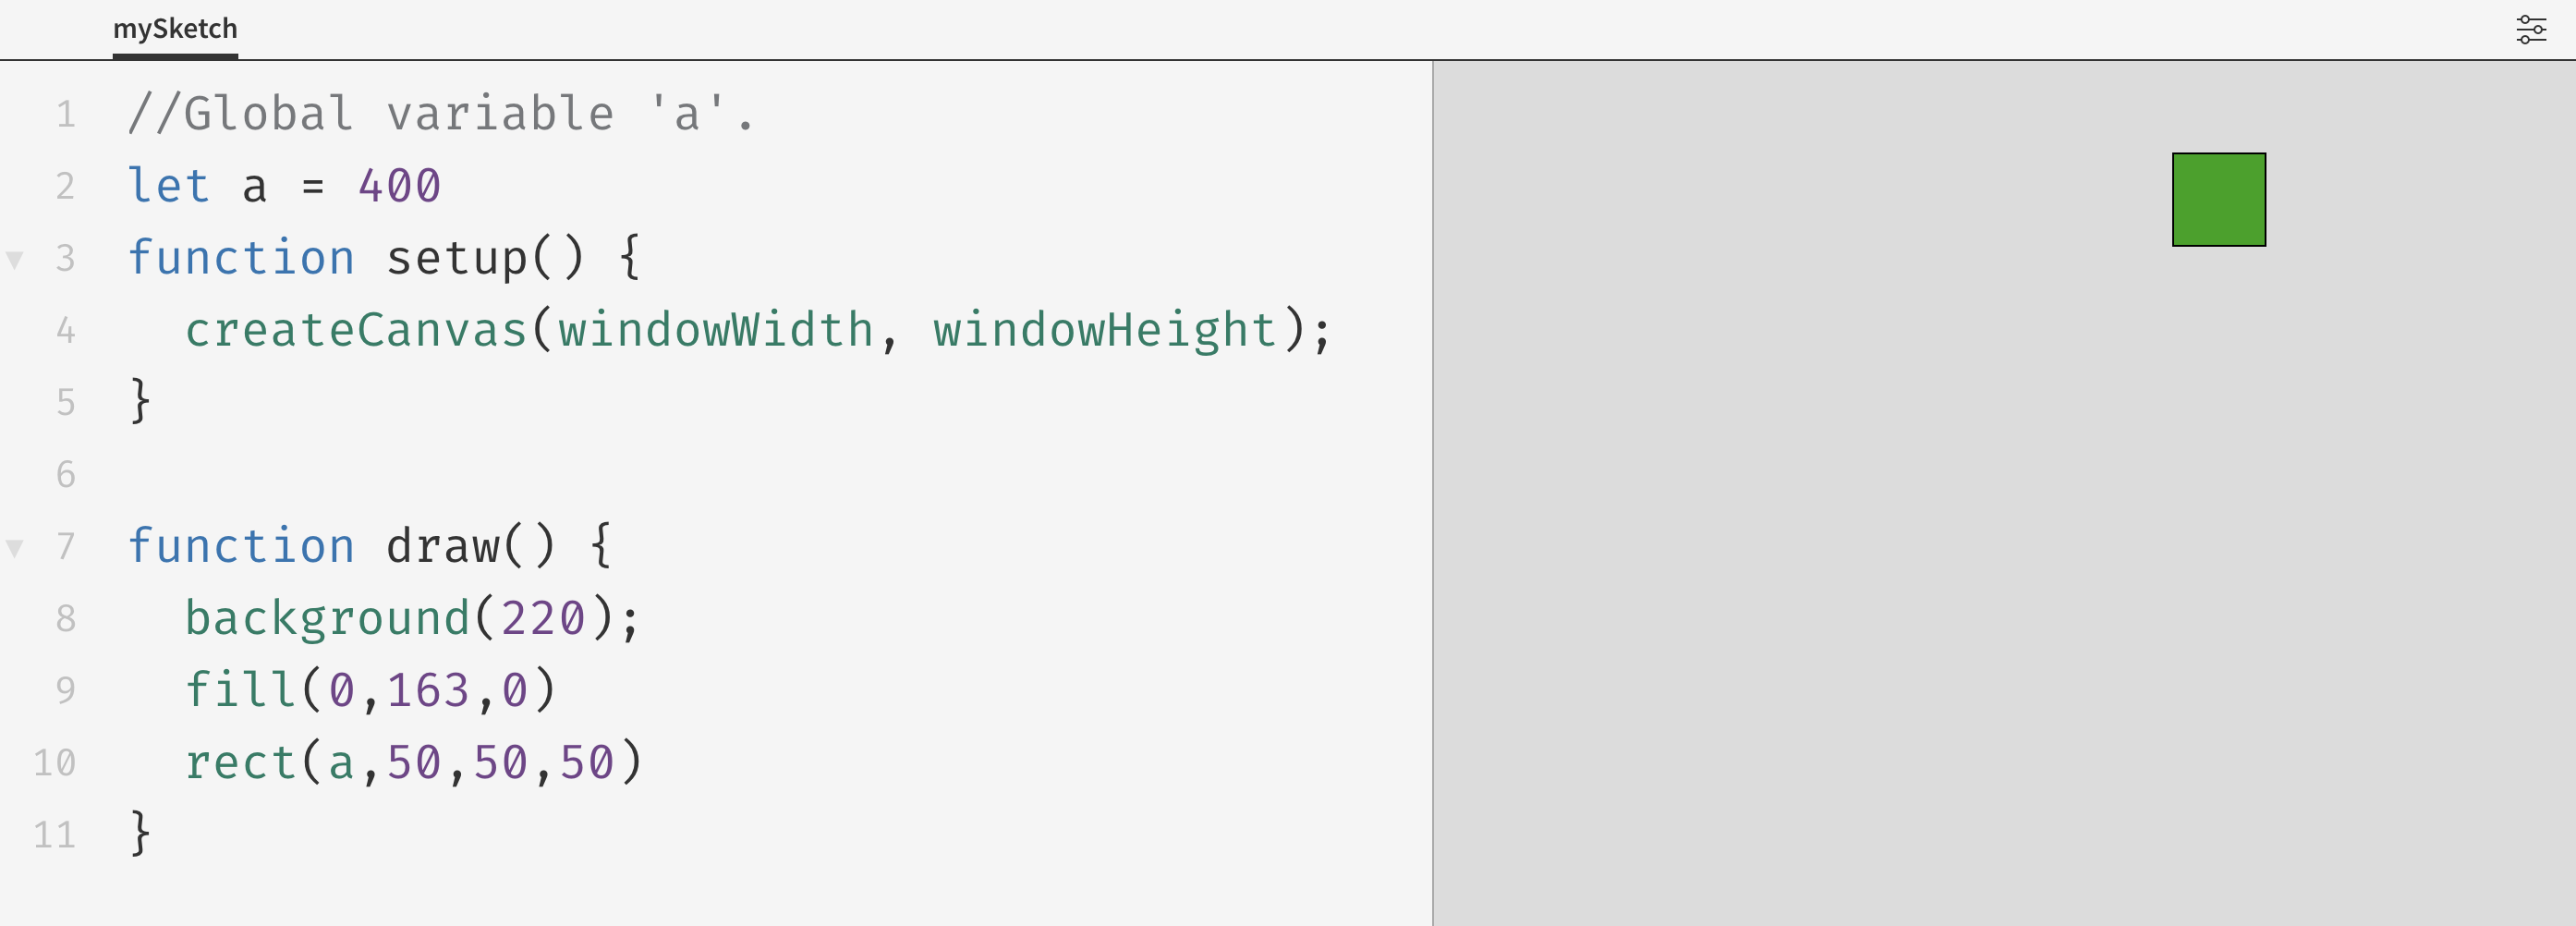 mySketch
1 //Global variable 'a'.
2 let a = 400
3 function setup() {
4   createCanvas(windowWidth, windowHeight);
5 }
6
7 function draw() {
8   background(220);
9   fill(0,163,0)
10   rect(a,50,50,50)
11 }